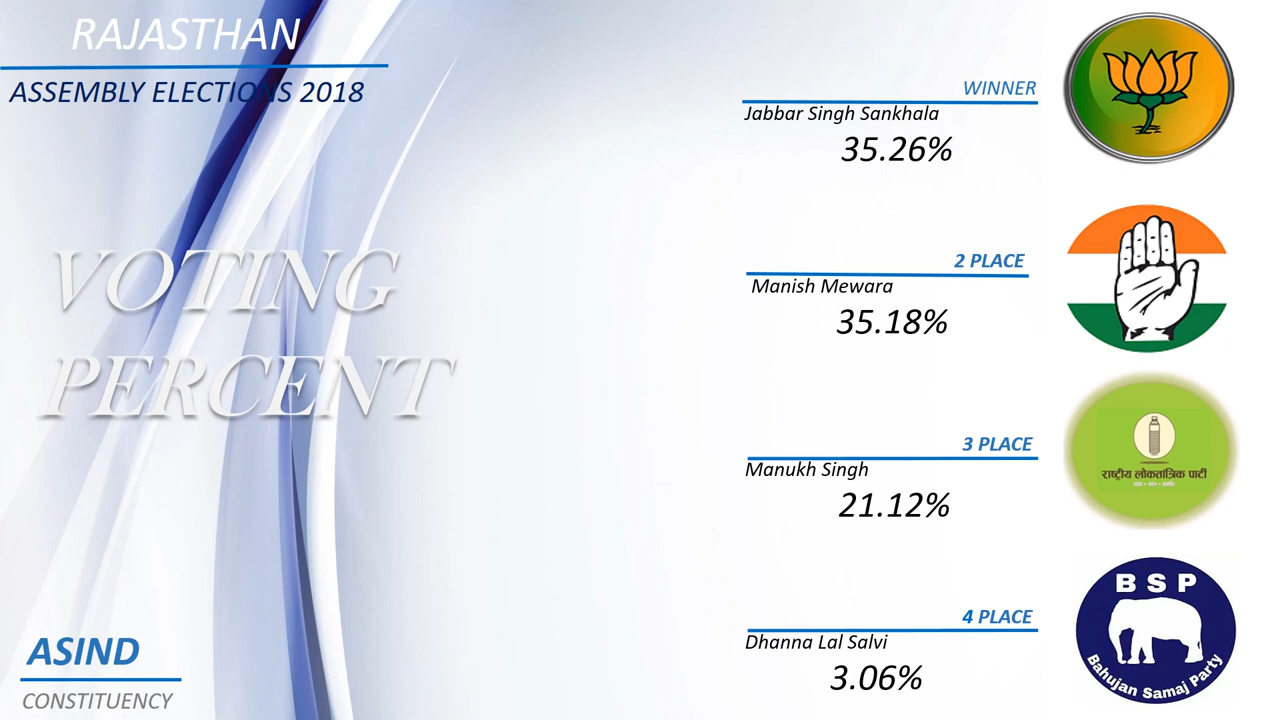 RAJASTHAN
ASSEMBLY ELECTIONS 2018
VOTING
PERCENT
ASIND
CONSTITUENCY
WINNER
Jabbar Singh Sankhala
35.26%
2 PLACE
Manish Mewara
35.18%
3 PLACE
Manukh Singh
21.12%
राष्ट्रीय लोकतांत्रिक पार्टी
4 PLACE
Dhanna Lal Salvi
3.06%
BSP
Bahujan Samaj Party